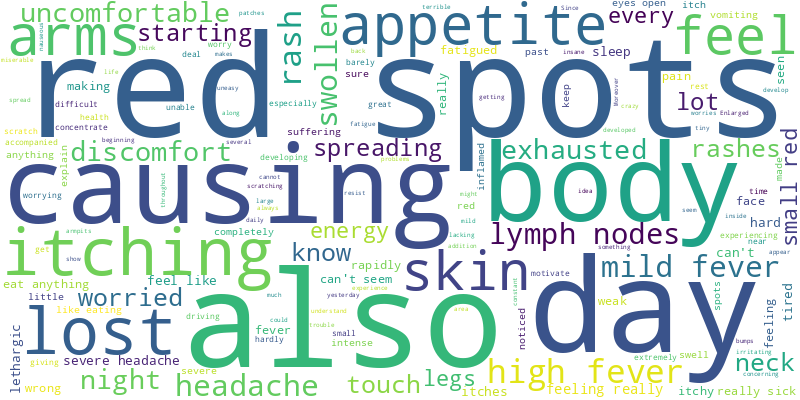 uncomfortable patches appetite every eyes open itch terrible Since
arms starting rash swollen worry fatigued past sleep vomiting feel
red spots
miserable think deal makes back barely sure insane uneasy pain rest
life making especially really great keep Moreover lot seen
spread difficult unable along getting crazy develop
health fatigue worries Enlarged
scratch concentrate suffering developed tiny
accompanied beginning several spreading exhausted rashes
anything discomfort developing problems inflamed made
explain causing body small red
worrying cannot scratching resist idea face time
throughout large always might seem inside hard
itching daily red mild lymph nodes experiencing near
armpits completely energy lacking something can't appear
get show know addition skin motivate mild fever
eat anything feel like rapidly can't seem
little worried also day weak spots feeling tired
like eating much yesterday experience constant
lost driving fever could understand area noticed
hardly trouble small intense bumps
lethargic giving severe headache extremely swell irritating
wrong night severe headache touch legs high fever concerning neck
itches feeling really itchy really sick